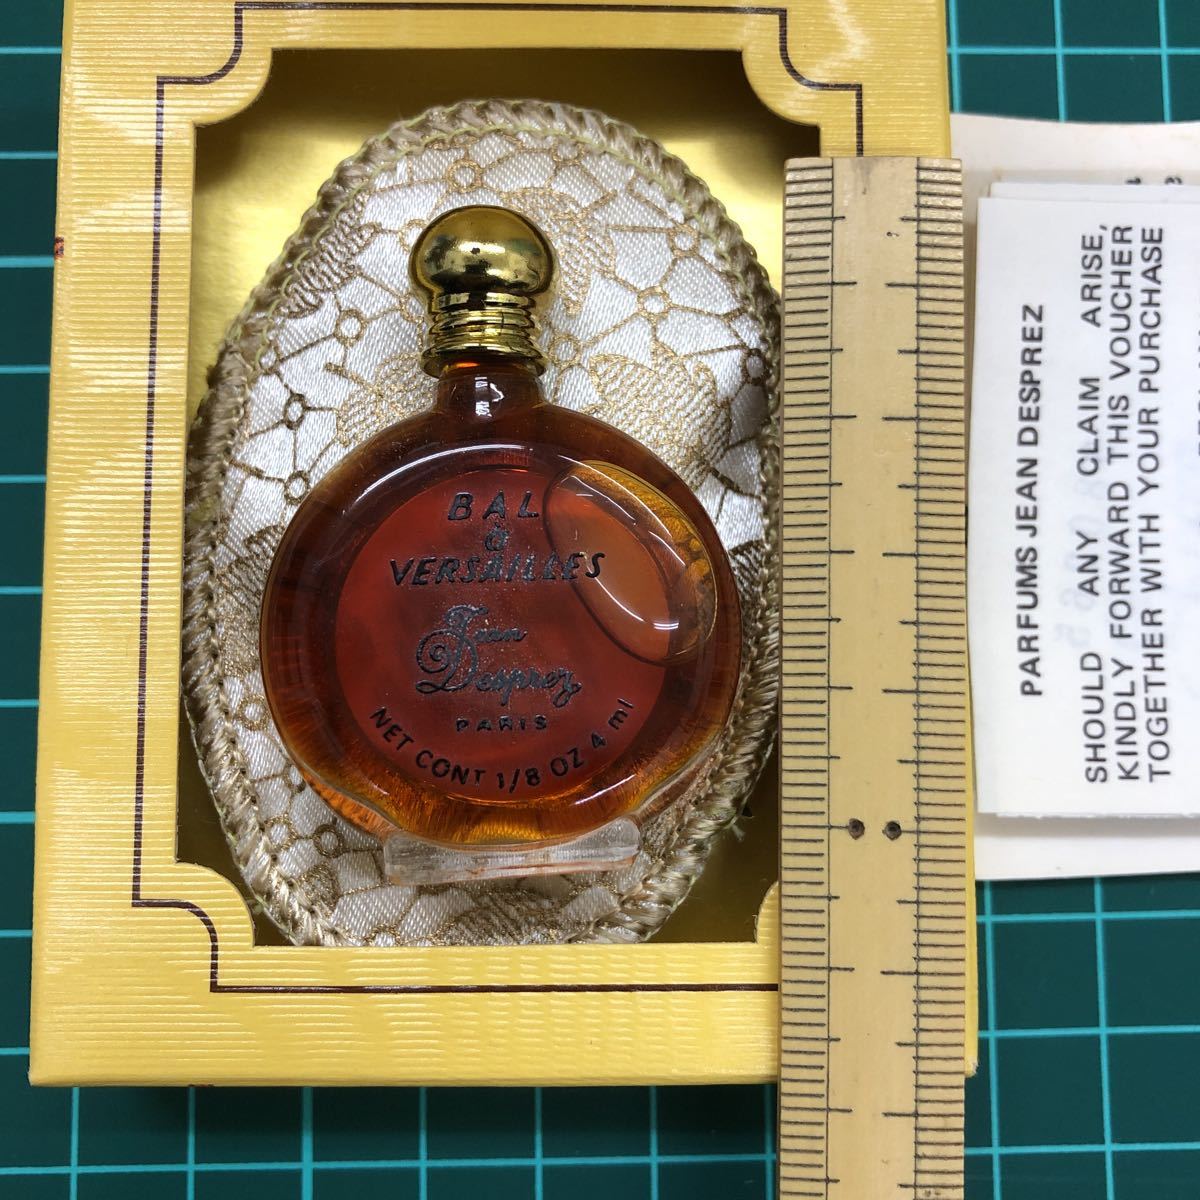 BAL
à
VERSAILLES
Jean
Desprez
PARIS
NET CONT 1/8 OZ 4 ml
PARFUMS JEAN DESPREZ
SHOULD ANY CLAIM ARISE,
KINDLY FORWARD THIS VOUCHER
TOGETHER WITH YOUR PURCHASE